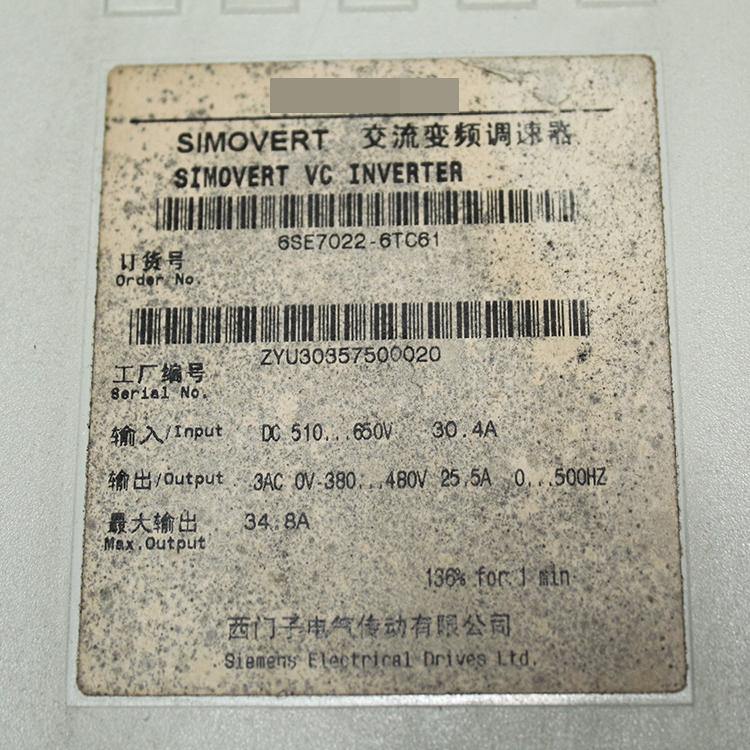 SIMOVERT 交流变频调速器
SIMOVERT VC INVERTER
6SE7022-6TC61
订货号
Order No.
ZYU30357500020
工厂编号
Serial No.
输入/Input DC 510...650V 30.4A
输出/Output 3AC 0V-380...480V 25.5A 0...500HZ
最大输出 34.8A
Max.Output
136% for 1 min
西门子电气传动有限公司
Siemens Electrical Drives Ltd.